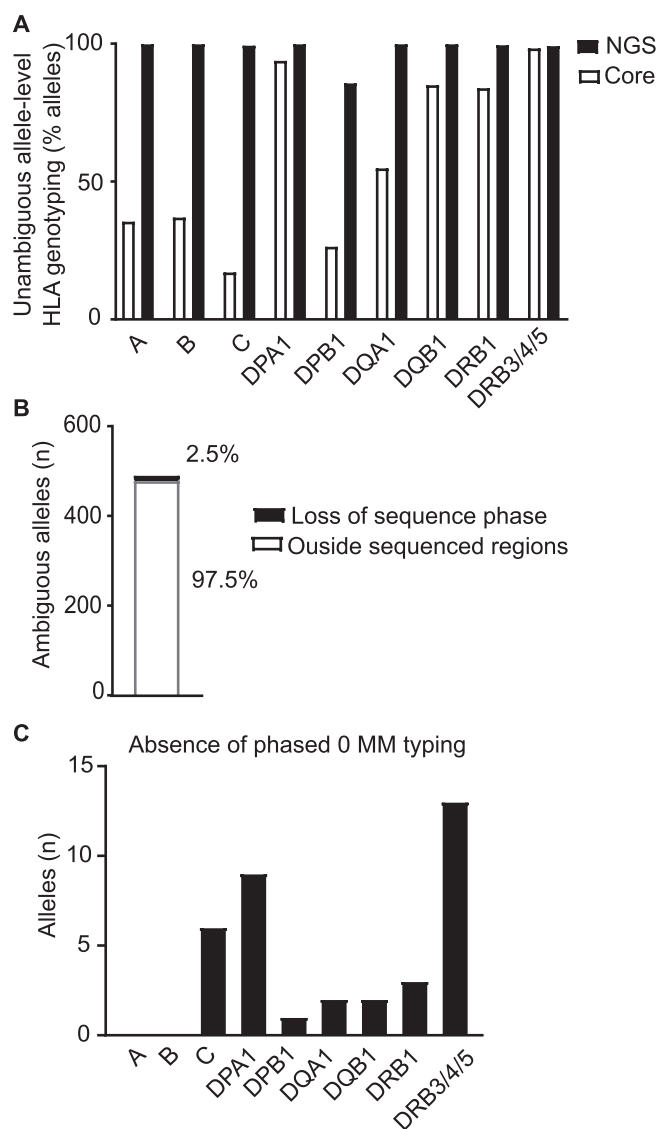 A
Unambiguous allele-level
HLA genotyping (% alleles)
100
50
0
NGS
Core
A
B
C
DPA1
DPB1
DQA1
DQB1
DRB1
DRB3/4/5
B
Ambiguous alleles (n)
600
400
200
0
2.5%
97.5%
Loss of sequence phase
Ouside sequenced regions
C
Absence of phased 0 MM typing
Alleles (n)
15
10
5
0
A
B
C
DPA1
DPB1
DQA1
DQB1
DRB1
DRB3/4/5